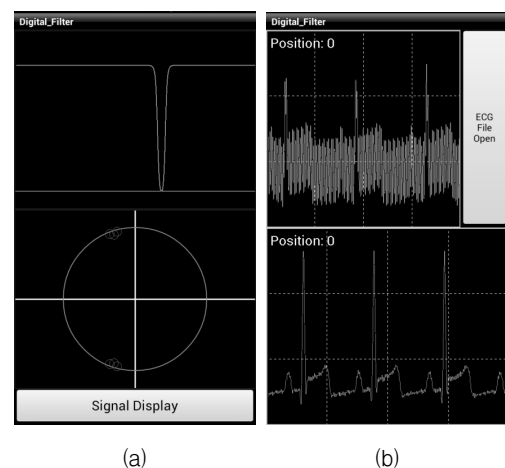 Digital_Filter
Signal Display
(a)
Digital_Filter
Position: 0
ECG
File
Open
Position: 0
(b)